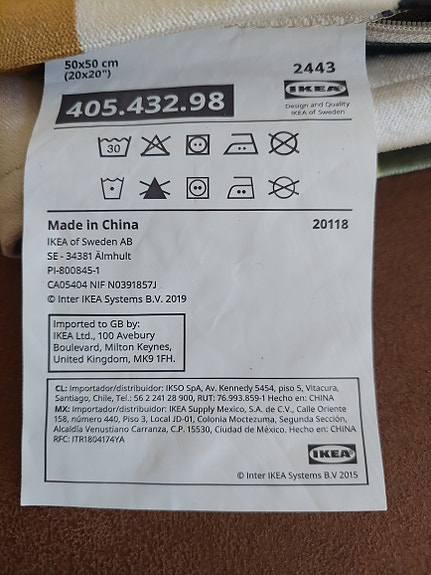 50x50 cm
(20x20")
2443
405.432.98
IKEA
Design and Quality
IKEA of Sweden
30
Made in China
20118
IKEA of Sweden AB
SE - 34381 Älmhult
PI-800845-1
CA05404 NIF N0391857J
© Inter IKEA Systems B.V. 2019
Imported to GB by:
IKEA Ltd., 100 Avebury
Boulevard, Milton Keynes,
United Kingdom, MK9 1FH.
CL: Importador/distribuidor: IKSO SpA, Av. Kennedy 5454, piso 5, Vitacura,
Santiago, Chile, Tel.: 56 2 241 28 900, RUT: 76.993.859-1 Hecho en: CHINA
MX: Importador/distribuidor: IKEA Supply Mexico, S.A. de C.V., Calle Oriente
158, número 440, Piso 3, Local JD-01, Colonia Moctezuma, Segunda Sección,
Alcaldía Venustiano Carranza, C.P. 15530, Ciudad de México. Hecho en: CHINA
RFC: ITR1804174YA
IKEA
© Inter IKEA Systems B.V 2015